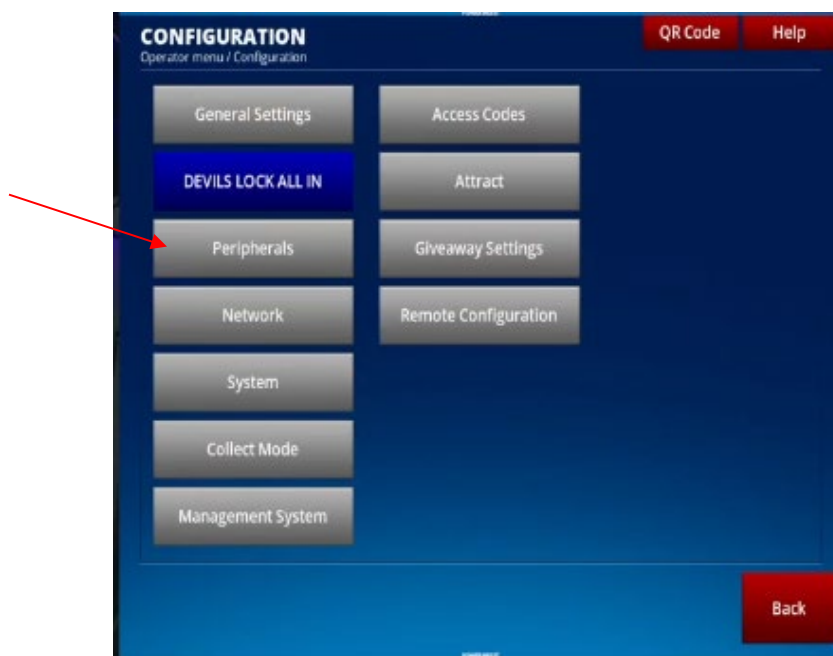 CONFIGURATION
Operator menu / Configuration
QR Code
Help
General Settings
Access Codes
DEVILS LOCK ALL IN
Attract
Peripherals
Giveaway Settings
Network
Remote Configuration
System
Collect Mode
Management System
Back